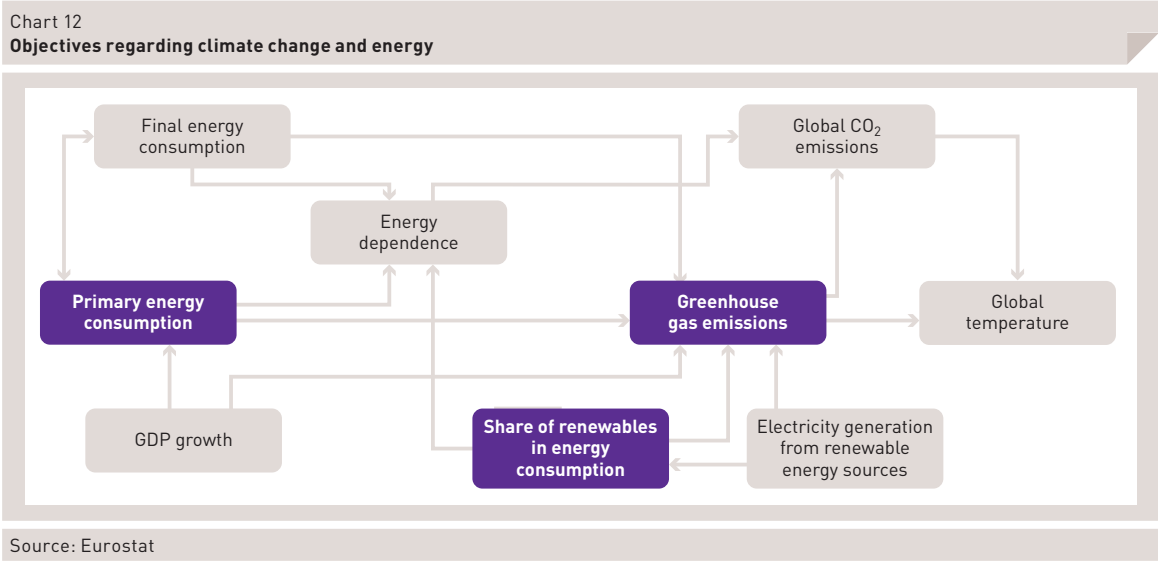 Chart 12
Objectives regarding climate change and energy
Final energy
consumption
Global CO₂
emissions
Energy
dependence
Primary energy
consumption
Greenhouse
gas emissions
Global
temperature
GDP growth
Share of renewables
in energy
consumption
Electricity generation
from renewable
energy sources
Source: Eurostat